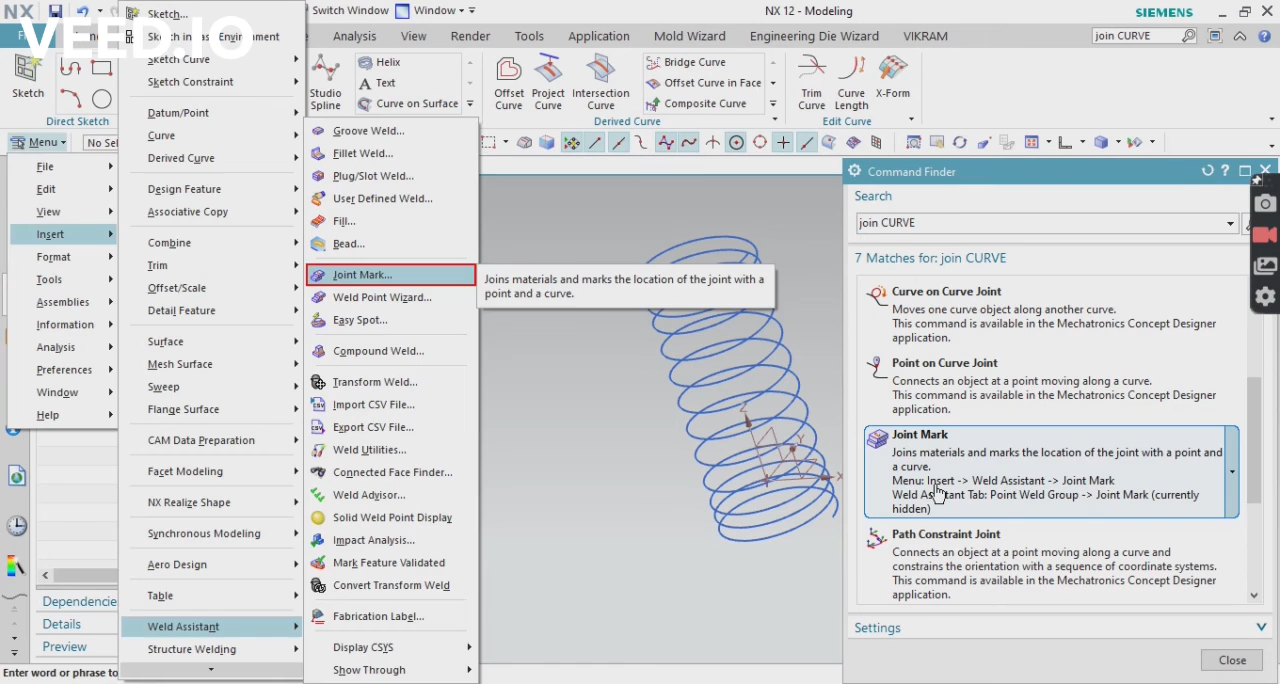 NX
Switch Window
Window
NX 12 - Modeling
SIEMENS
VEED.IO
Analysis
View
Render
Tools
Application
Mold Wizard
Engineering Die Wizard
VIKRAM
join CURVE
Sketch
Direct Sketch
Studio
Spline
Helix
Text
Curve on Surface
Offset
Curve
Project
Curve
Intersection
Curve
Bridge Curve
Offset Curve in Face
Composite Curve
Derived Curve
Trim
Curve
Curve
Length
X-Form
Edit Curve
Menu
No Sel
File
Edit
View
Insert
Format
Tools
Assemblies
Information
Analysis
Preferences
Window
Help
Dependencie
Details
Preview
Enter word or phrase to
Sketch...
Sketch in Task Environment
Sketch Curve
Sketch Constraint
Datum/Point
Curve
Derived Curve
Design Feature
Associative Copy
Combine
Trim
Offset/Scale
Detail Feature
Surface
Mesh Surface
Sweep
Flange Surface
CAM Data Preparation
Facet Modeling
NX Realize Shape
Synchronous Modeling
Aero Design
Table
Weld Assistant
Structure Welding
Groove Weld...
Fillet Weld...
Plug/Slot Weld...
User Defined Weld...
Fill...
Bead...
Joint Mark...
Weld Point Wizard...
Easy Spot...
Compound Weld...
Transform Weld...
Import CSV File...
Export CSV File...
Weld Utilities...
Connected Face Finder...
Weld Advisor...
Solid Weld Point Display
Impact Analysis...
Mark Feature Validated
Convert Transform Weld
Fabrication Label...
Display CSYS
Show Through
Joins materials and marks the location of the joint with a
point and a curve.
Z
Y
X
Command Finder
Search
join CURVE
7 Matches for: join CURVE
Curve on Curve Joint
Moves one curve object along another curve.
This command is available in the Mechatronics Concept Designer
application.
Point on Curve Joint
Connects an object at a point moving along a curve.
This command is available in the Mechatronics Concept Designer
application.
Joint Mark
Joins materials and marks the location of the joint with a point and
a curve.
Menu: Insert -> Weld Assistant -> Joint Mark
Weld Assistant Tab: Point Weld Group -> Joint Mark (currently
hidden)
Path Constraint Joint
Connects an object at a point moving along a curve and
constrains the orientation with a sequence of coordinate systems.
This command is available in the Mechatronics Concept Designer
application.
Settings
Close